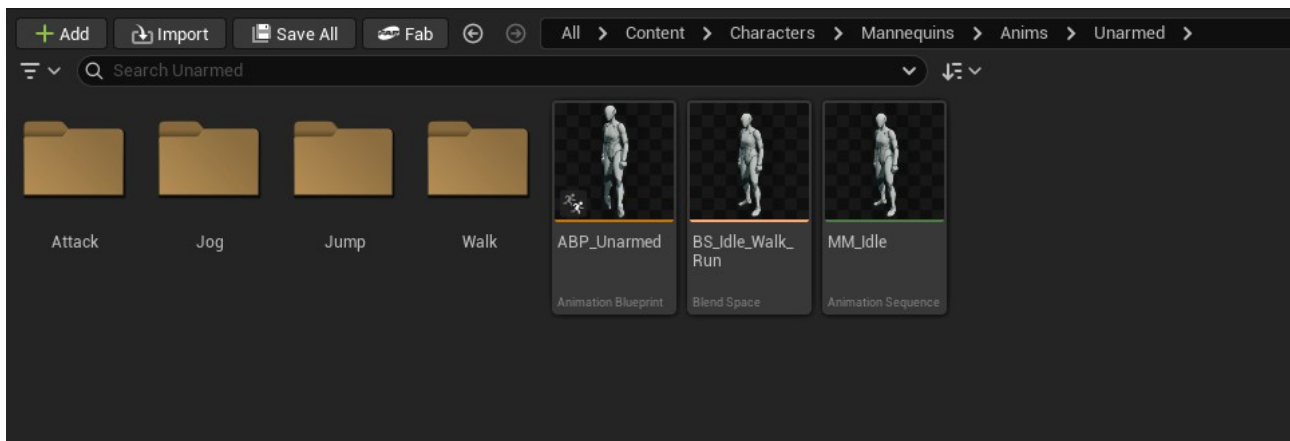 + Add Import Save All Fab All > Content > Characters > Mannequins > Anims > Unarmed >
Search Unarmed
Attack Jog Jump Walk ABP_Unarmed BS_Idle_Walk_ MM_Idle
Run
Animation Blueprint Blend Space Animation Sequence